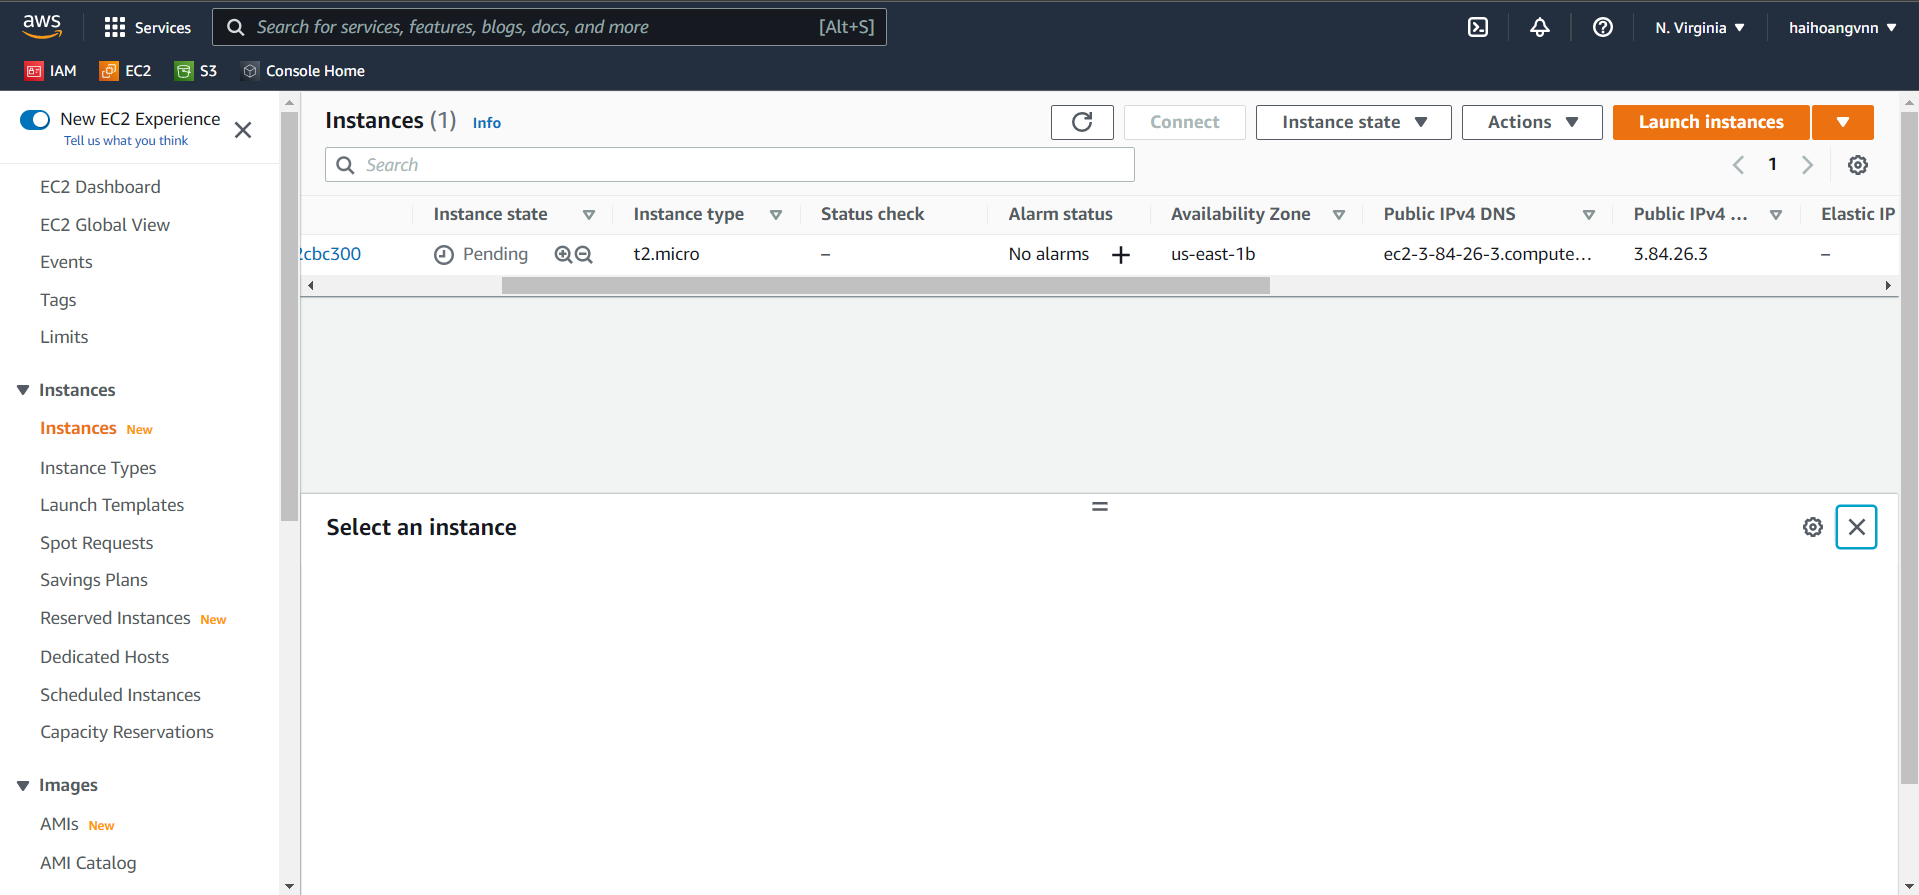 aws
Services
Search for services, features, blogs, docs, and more
[Alt+S]
N. Virginia
haihoangvnn
IAM
EC2
S3
Console Home
New EC2 Experience
Tell us what you think
EC2 Dashboard
EC2 Global View
Events
Tags
Limits
Instances
Instances New
Instance Types
Launch Templates
Spot Requests
Savings Plans
Reserved Instances New
Dedicated Hosts
Scheduled Instances
Capacity Reservations
Images
AMIs New
AMI Catalog
Instances (1) Info
Connect
Instance state
Actions
Launch instances
Search
1
Instance state
Instance type
Status check
Alarm status
Availability Zone
Public IPv4 DNS
Public IPv4 ...
Elastic IP
cbc300
Pending
t2.micro
–
No alarms
us-east-1b
ec2-3-84-26-3.compute...
3.84.26.3
–
Select an instance